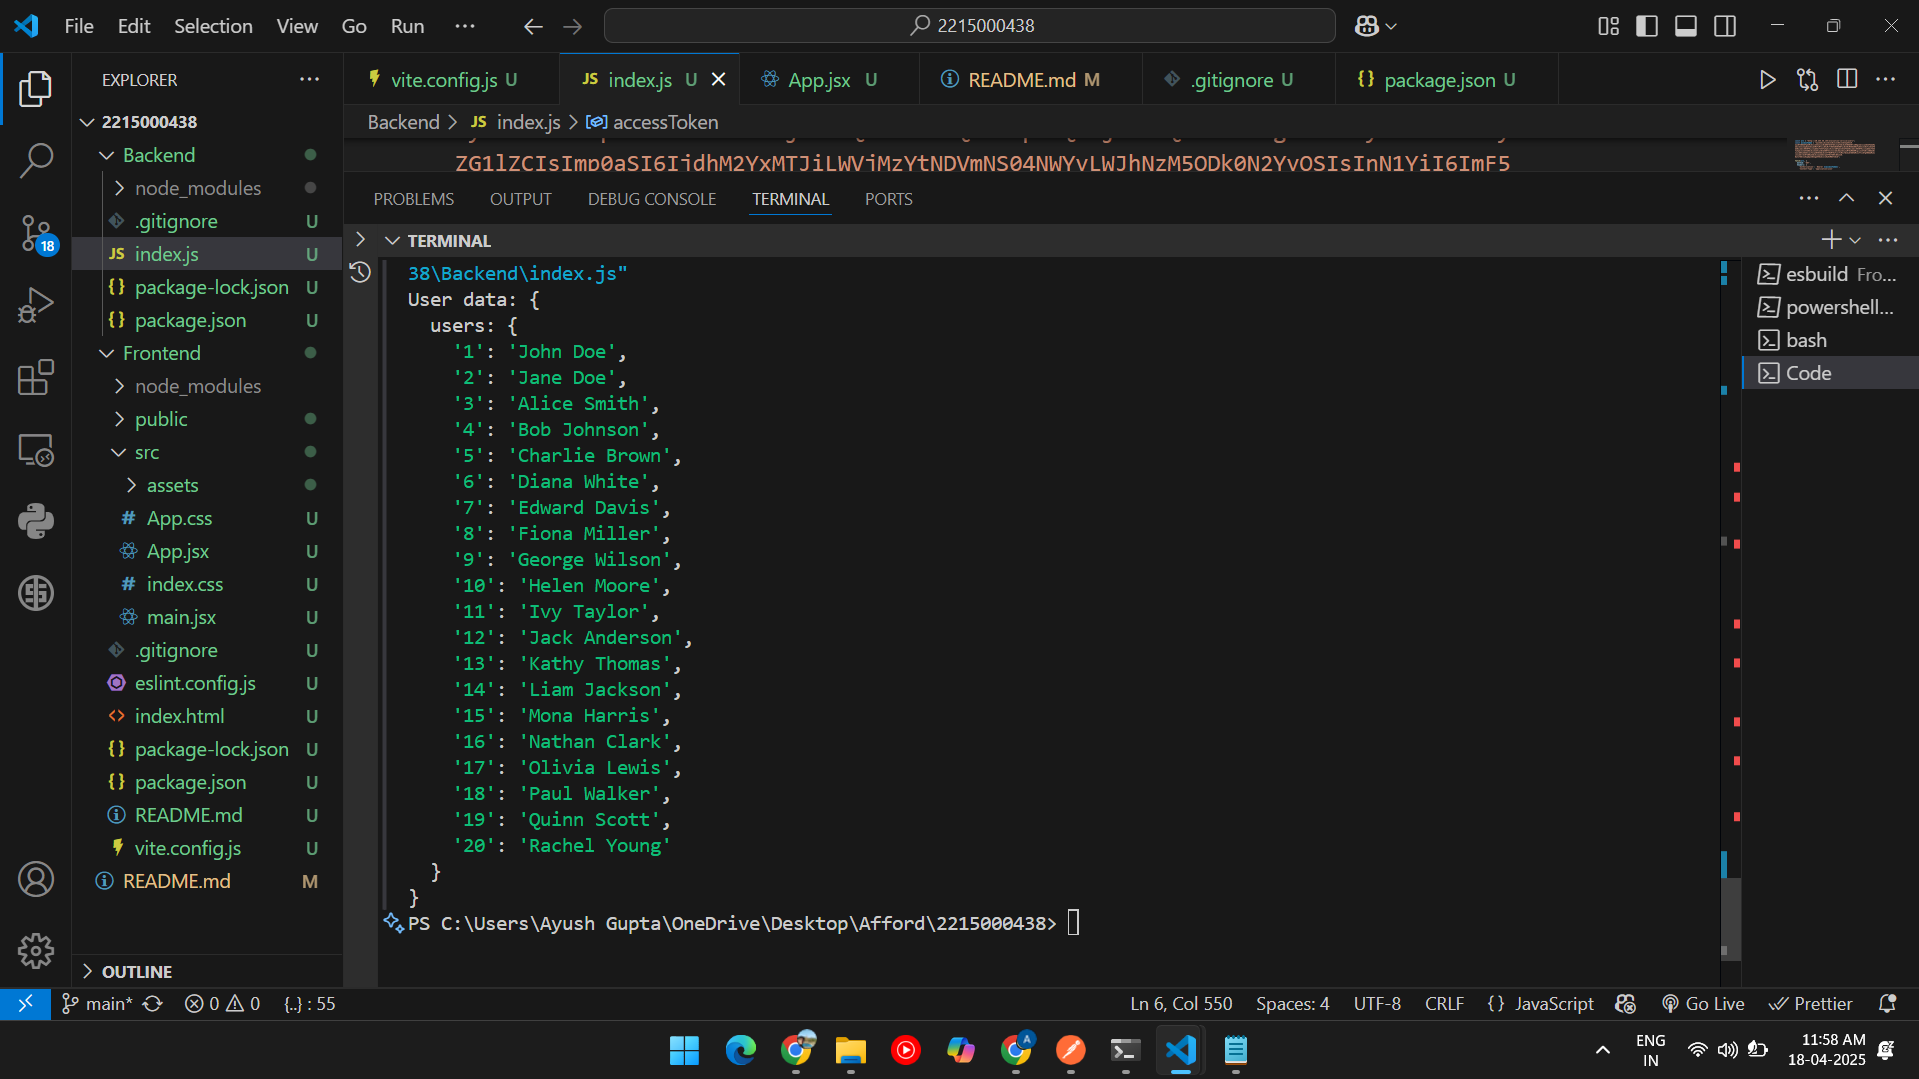 File Edit Selection View Go Run ...
2215000438
EXPLORER
2215000438
Backend
node_modules
.gitignore U
JS index.js U
{} package-lock.json U
{} package.json U
Frontend
node_modules
public
src
assets
# App.css U
App.jsx U
# index.css U
main.jsx U
.gitignore U
eslint.config.js U
<> index.html U
{} package-lock.json U
{} package.json U
README.md U
vite.config.js U
README.md M
OUTLINE
18
vite.config.js U
JS index.js U
App.jsx U
README.md M
.gitignore U
{} package.json U
Backend > JS index.js > accessToken
PROBLEMS OUTPUT DEBUG CONSOLE TERMINAL PORTS
TERMINAL
38\Backend\index.js"
User data: {
users: {
'1': 'John Doe',
'2': 'Jane Doe',
'3': 'Alice Smith',
'4': 'Bob Johnson',
'5': 'Charlie Brown',
'6': 'Diana White',
'7': 'Edward Davis',
'8': 'Fiona Miller',
'9': 'George Wilson',
'10': 'Helen Moore',
'11': 'Ivy Taylor',
'12': 'Jack Anderson',
'13': 'Kathy Thomas',
'14': 'Liam Jackson',
'15': 'Mona Harris',
'16': 'Nathan Clark',
'17': 'Olivia Lewis',
'18': 'Paul Walker',
'19': 'Quinn Scott',
'20': 'Rachel Young'
}
}
PS C:\Users\Ayush Gupta\OneDrive\Desktop\Afford\2215000438>
esbuild Fro...
powershell...
bash
Code
main* 0 0 {..} : 55
Ln 6, Col 550 Spaces: 4 UTF-8 CRLF {} JavaScript Go Live Prettier
ENG
IN
11:58 AM
18-04-2025